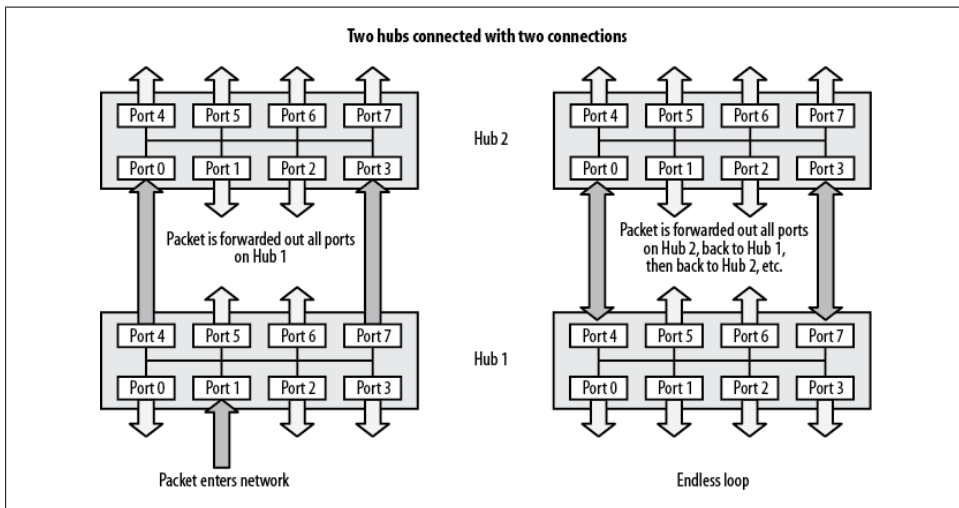 Two hubs connected with two connections
Port 4 Port 5 Port 6 Port 7
Port 0 Port 1 Port 2 Port 3
Packet is forwarded out all ports
on Hub 1
Port 4 Port 5 Port 6 Port 7
Port 0 Port 1 Port 2 Port 3
Packet enters network
Hub 2
Hub 1
Port 4 Port 5 Port 6 Port 7
Port 0 Port 1 Port 2 Port 3
Packet is forwarded out all ports
on Hub 2, back to Hub 1,
then back to Hub 2, etc.
Port 4 Port 5 Port 6 Port 7
Port 0 Port 1 Port 2 Port 3
Endless loop